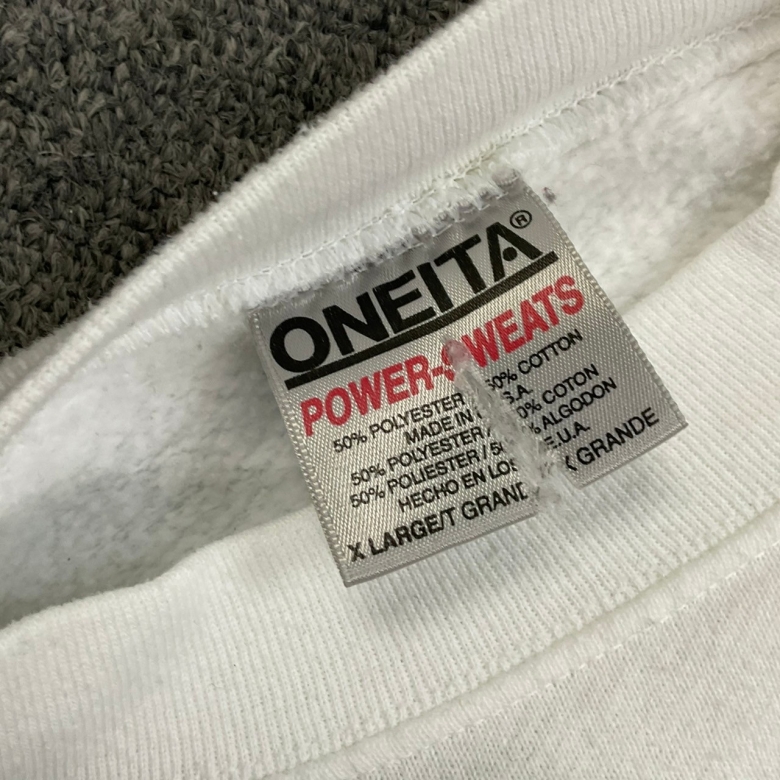 ONEITA®
POWER-SWEATS
50% POLYESTER / 50% COTTON
MADE IN U.S.A.
50% POLYESTER / 50% COTON
50% POLIESTER / 50% ALGODON
HECHO EN LOS E.U.A.
X LARGE/T GRANDE/X GRANDE